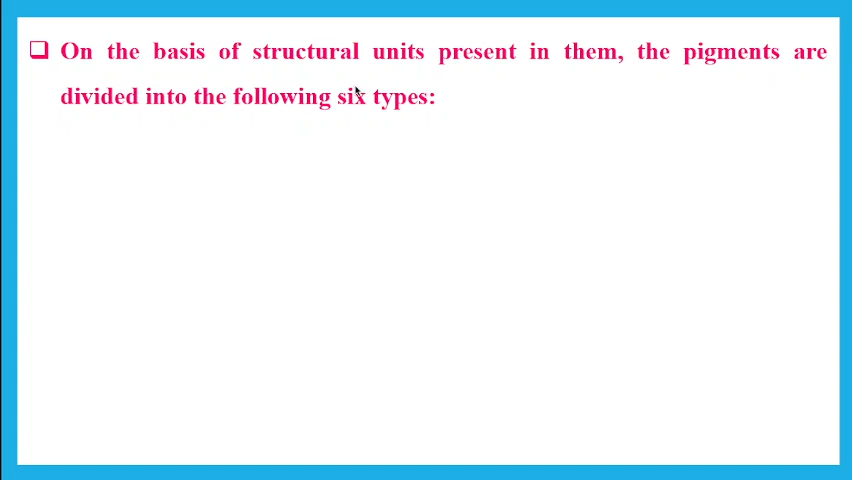 On the basis of structural units present in them, the pigments are
divided into the following six types: